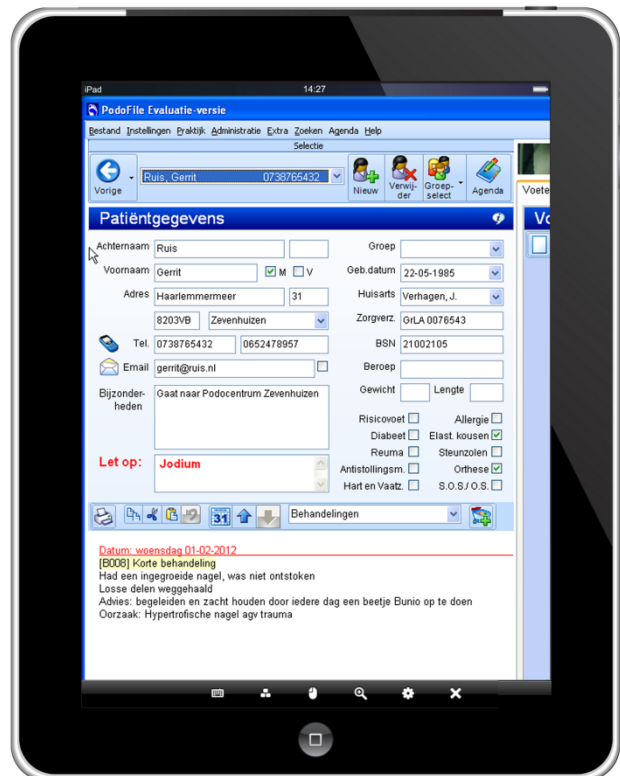 iPad 14:27
PodoFile Evaluatie-versie
Bestand Instellingen Praktijk Administratie Extra Zoeken Agenda Help
Selectie
Vorige
Ruis, Gerrit 0738765432
Nieuw
Verwij-
der
Groep-
select
Agenda
Voete
Patiëntgegevens
Vo
Achternaam Ruis
Groep
Voornaam Gerrit M V
Geb.datum 22-05-1985
Adres Haarlemmermeer 31
Huisarts Verhagen, J.
8203VB Zevenhuizen
Zorgverz. GrLA 0076543
Tel. 0738765432 0652478957
BSN 21002105
Email gerrit@ruis.nl
Beroep
Bijzonder-
heden
Gaat naar Podocentrum Zevenhuizen
Gewicht Lengte
Risicovoet Allergie
Diabeet Elast. kousen
Reuma Steunzolen
Let op: Jodium
Antistollingsm. Orthese
Hart en Vaatz. S.O.S./ O.S.
31
Behandelingen
Datum: woensdag 01-02-2012
[B008] Korte behandeling
Had een ingegroeide nagel, was niet ontstoken
Losse delen weggehaald
Advies: begeleiden en zacht houden door iedere dag een beetje Bunio op te doen
Oorzaak: Hypertrofische nagel agv trauma